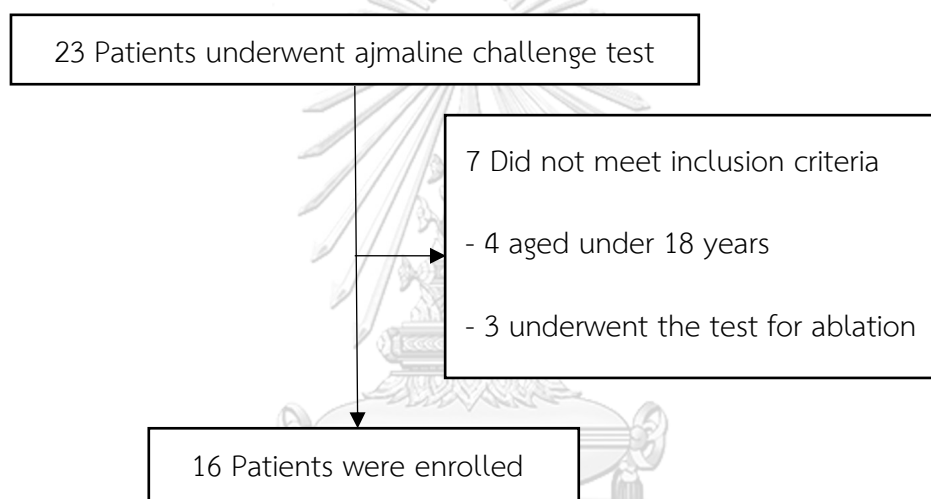 23 Patients underwent ajmaline challenge test
7 Did not meet inclusion criteria
- 4 aged under 18 years
- 3 underwent the test for ablation
16 Patients were enrolled